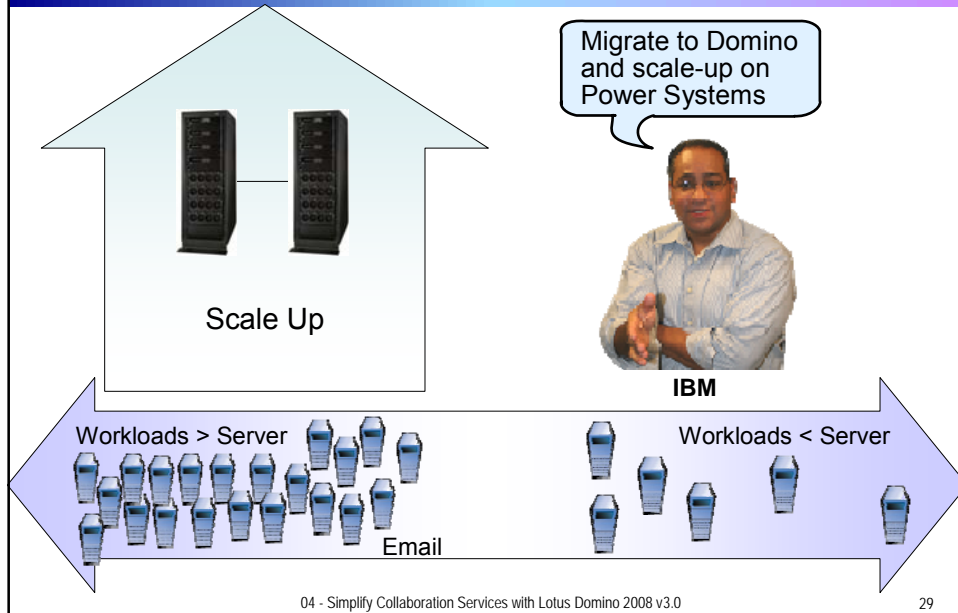 Migrate to Domino
and scale-up on
Power Systems
Scale Up
IBM
Workloads > Server
Workloads < Server
Email
04 - Simplify Collaboration Services with Lotus Domino 2008 v3.0
29